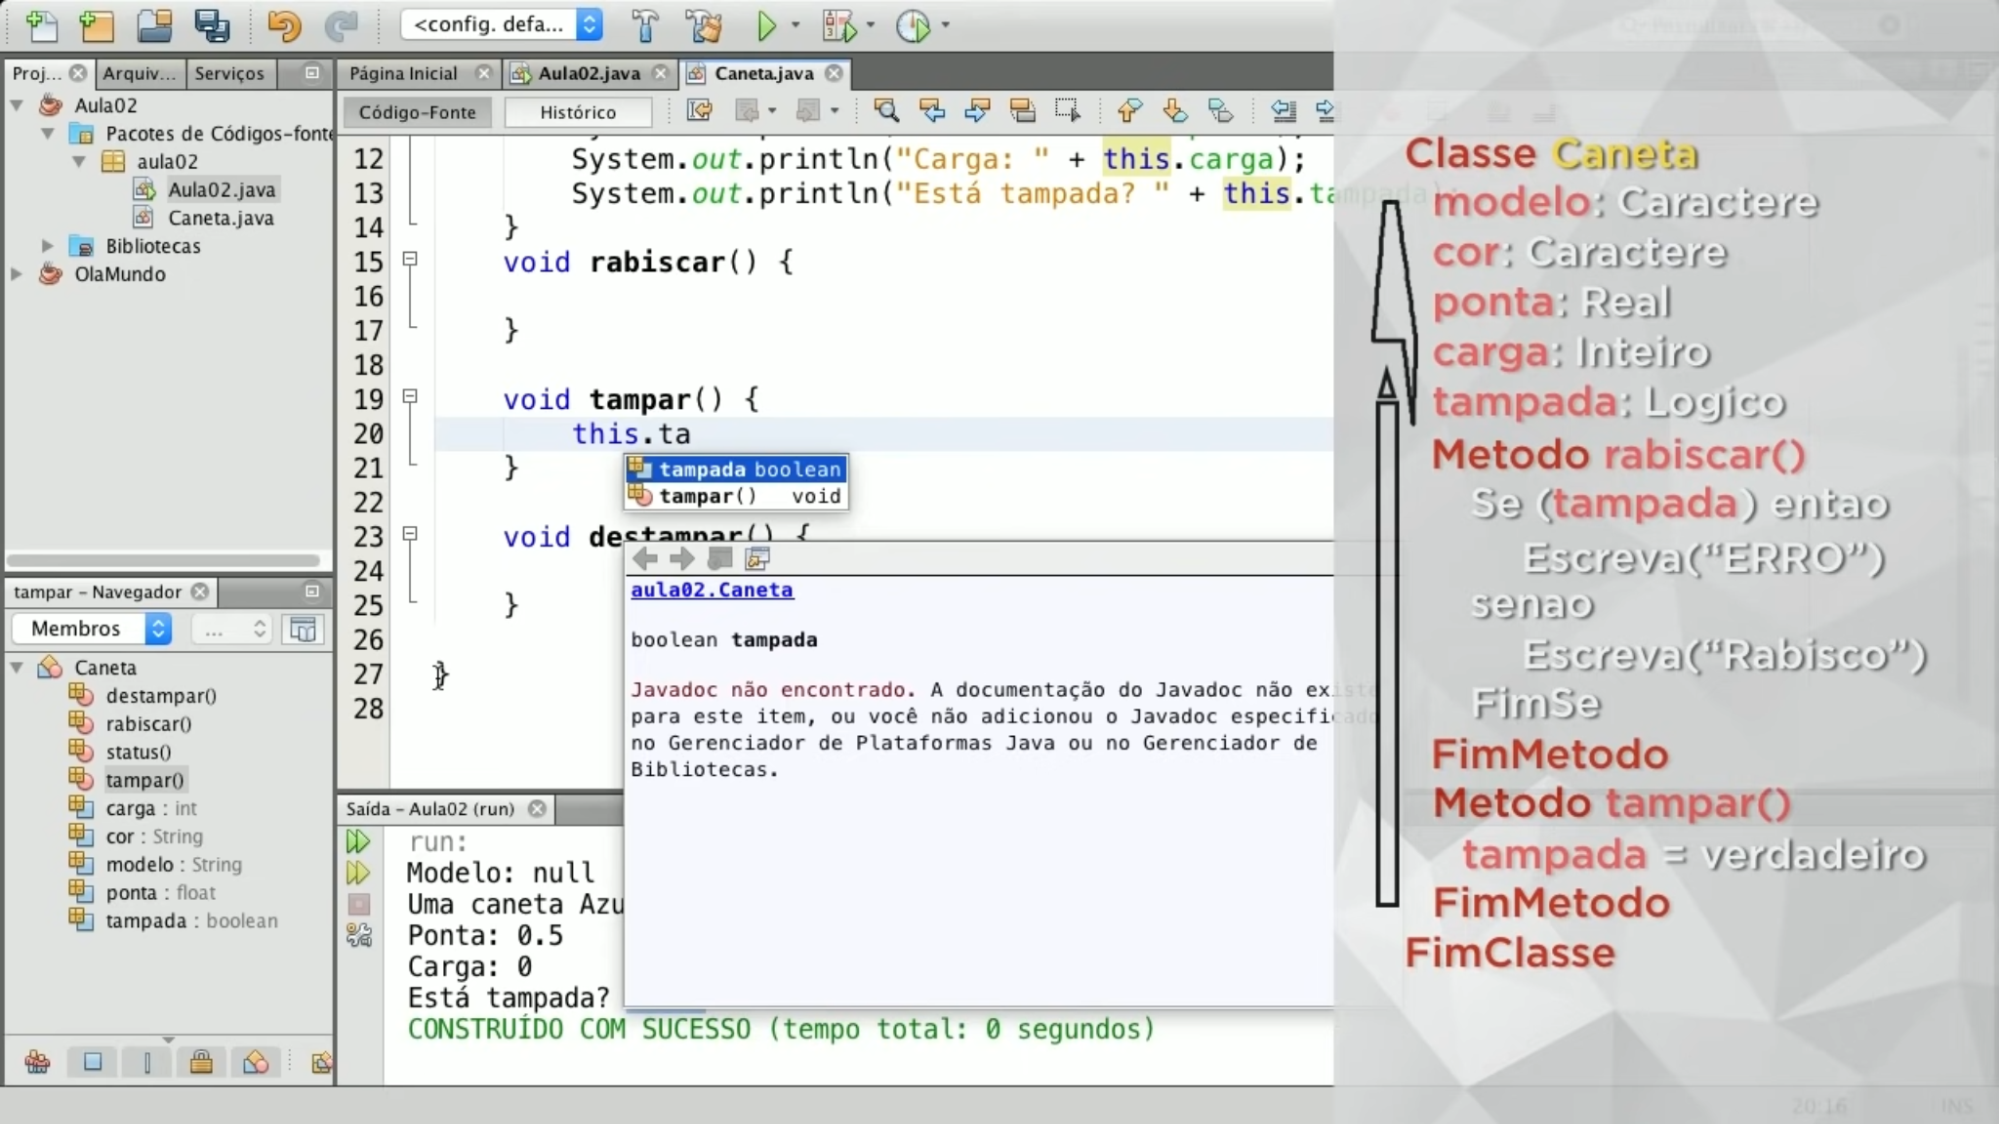 <config. defa...
Proj...
Arquiv...
Serviços
Página Inicial
Aula02.java
Caneta.java
Código-Fonte
Histórico
Aula02
Pacotes de Códigos-fonte
aula02
Aula02.java
Caneta.java
Bibliotecas
OlaMundo
12 System.out.println("Carga: " + this.carga);
13 System.out.println("Está tampada? " + this.tampada);
14 }
15 void rabiscar() {
16
17 }
18
19 void tampar() {
20 this.ta
21 }
22
23 void destampar() {
24
25 }
26
27 }
28
tampada boolean
tampar() void
aula02.Caneta
boolean tampada
Javadoc não encontrado. A documentação do Javadoc não existe
para este item, ou você não adicionou o Javadoc especificado
no Gerenciador de Plataformas Java ou no Gerenciador de
Bibliotecas.
tampar - Navegador
Membros
...
Caneta
destampar()
rabiscar()
status()
tampar()
carga : int
cor : String
modelo : String
ponta : float
tampada : boolean
Saída - Aula02 (run)
run:
Modelo: null
Uma caneta Azu
Ponta: 0.5
Carga: 0
Está tampada?
CONSTRUÍDO COM SUCESSO (tempo total: 0 segundos)
Classe Caneta
modelo: Caractere
cor: Caractere
ponta: Real
carga: Inteiro
tampada: Logico
Metodo rabiscar()
Se (tampada) entao
Escreva("ERRO")
senao
Escreva("Rabisco")
FimSe
FimMetodo
Metodo tampar()
tampada = verdadeiro
FimMetodo
FimClasse
20:16
INS